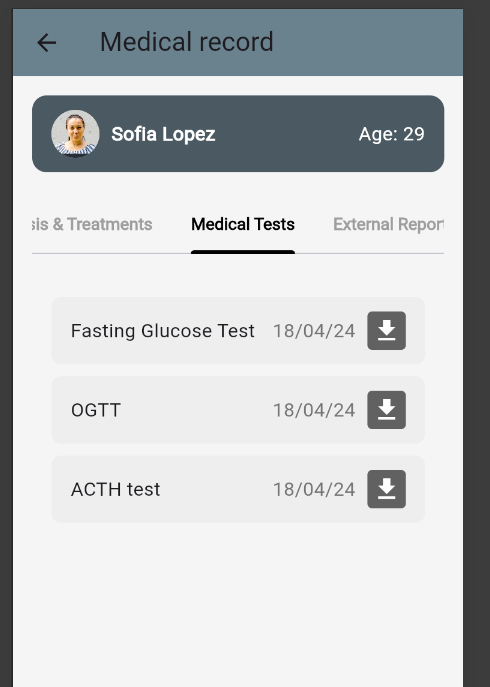 Medical record
Sofia Lopez Age: 29
sis & Treatments Medical Tests External Repor
Fasting Glucose Test 18/04/24
OGTT 18/04/24
ACTH test 18/04/24